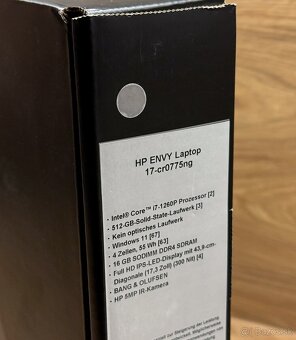 HP ENVY Laptop
17-cr0775ng
- Intel® Core™ i7-1260P Prozessor [2]
- 512-GB-Solid-State-Laufwerk [3]
- Kein optisches Laufwerk
- Windows 11 [67]
- 4 Zellen, 55 Wh [63]
- 16 GB SODIMM DDR4 SDRAM
- Full HD IPS-LED-Display mit 43,9-cm-
Diagonale (17,3 Zoll) (300 Nit) [4]
- BANG & OLUFSEN
- HP 5MP IR-Kamera